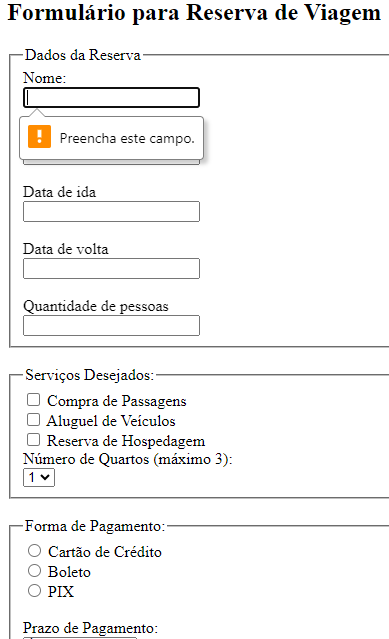 Formulário para Reserva de Viagem
Dados da Reserva
Nome:
Preencha este campo.
Data de ida
Data de volta
Quantidade de pessoas
Serviços Desejados:
Compra de Passagens
Aluguel de Veículos
Reserva de Hospedagem
Número de Quartos (máximo 3):
1
Forma de Pagamento:
Cartão de Crédito
Boleto
PIX
Prazo de Pagamento: